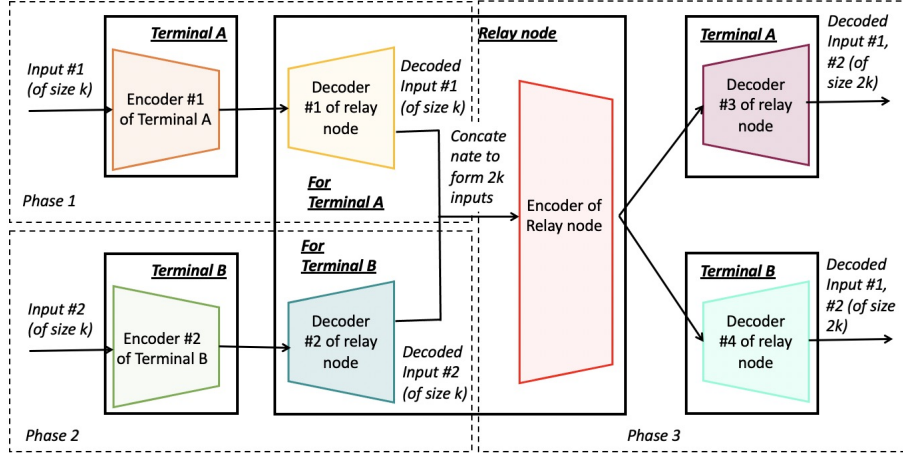 Terminal A
Input #1
(of size k)
Encoder #1
of Terminal A
Phase 1
Relay node
Decoder
#1 of relay
node
Decoded
Input #1
(of size k)
For
Terminal A
Concate
nate to
form 2k
inputs
Terminal B
Input #2
(of size k)
Encoder #2
of Terminal B
Phase 2
For
Terminal B
Decoder
#2 of relay
node
Decoded
Input #2
(of size k)
Encoder of
Relay node
Terminal A
Decoder
#3 of relay
node
Decoded
Input #1,
#2 (of
size 2k)
Terminal B
Decoder
#4 of relay
node
Decoded
Input #1,
#2 (of size
2k)
Phase 3